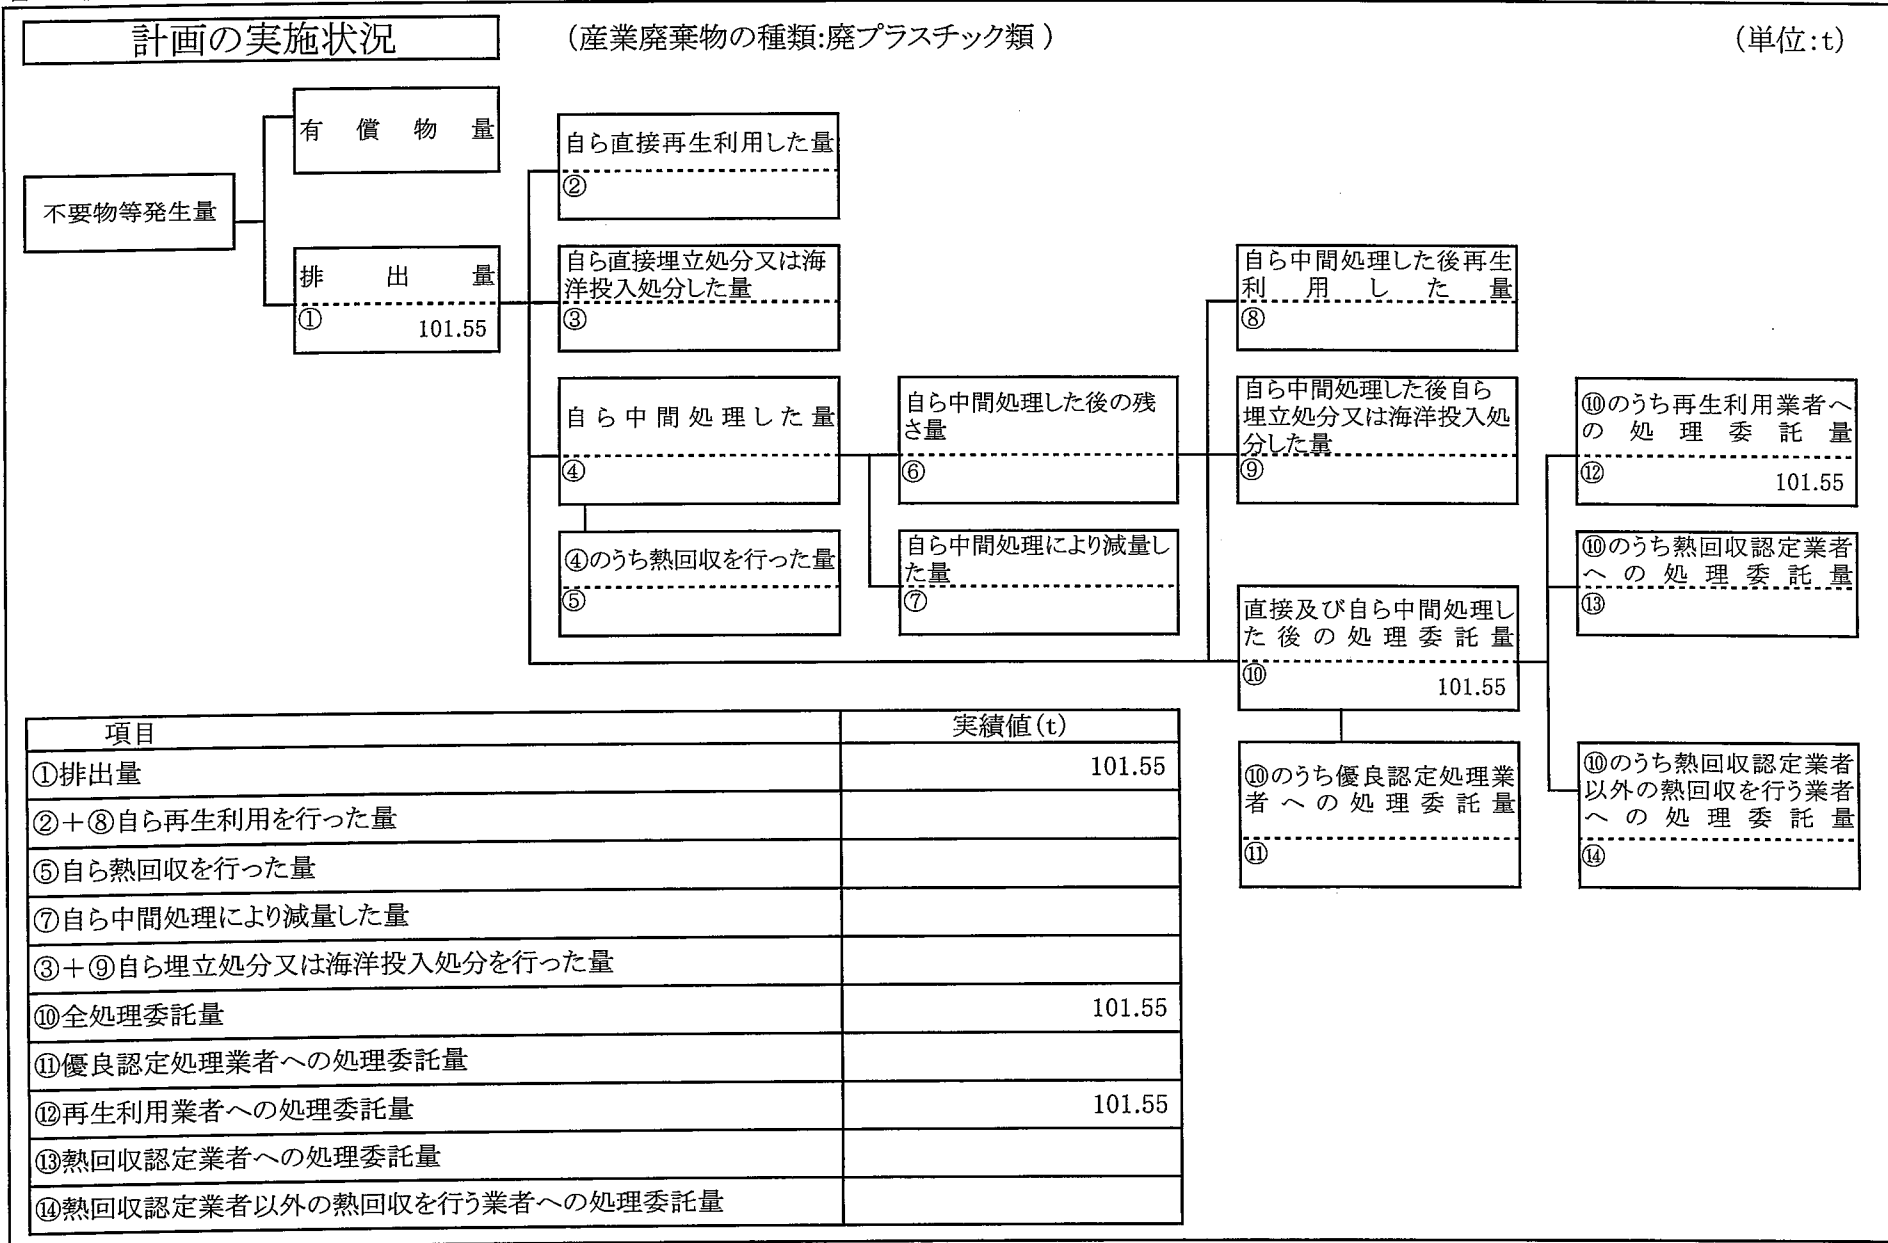 計画の実施状況
(産業廃棄物の種類:廃プラスチック類)
(単位:t)
不要物等発生量
有償物量
排出量
①
101.55
自ら直接再生利用した量
②
自ら直接埋立処分又は海
洋投入処分した量
③
自ら中間処理した量
④
④のうち熱回収を行った量
⑤
自ら中間処理した後の残
さ量
⑥
自ら中間処理により減量し
た量
⑦
自ら中間処理した後再生
利用した量
⑧
自ら中間処理した後自ら
埋立処分又は海洋投入処
分した量
⑨
直接及び自ら中間処理し
た後の処理委託量
⑩
101.55
⑩のうち優良認定処理業
者への処理委託量
⑪
⑩のうち再生利用業者へ
の処理委託量
⑫
101.55
⑩のうち熱回収認定業者
への処理委託量
⑬
⑩のうち熱回収認定業者
以外の熱回収を行う業者
への処理委託量
⑭
項目 実績値(t)
①排出量 101.55
②+⑧自ら再生利用を行った量
⑤自ら熱回収を行った量
⑦自ら中間処理により減量した量
③+⑨自ら埋立処分又は海洋投入処分を行った量
⑩全処理委託量 101.55
⑪優良認定処理業者への処理委託量
⑫再生利用業者への処理委託量 101.55
⑬熱回収認定業者への処理委託量
⑭熱回収認定業者以外の熱回収を行う業者への処理委託量